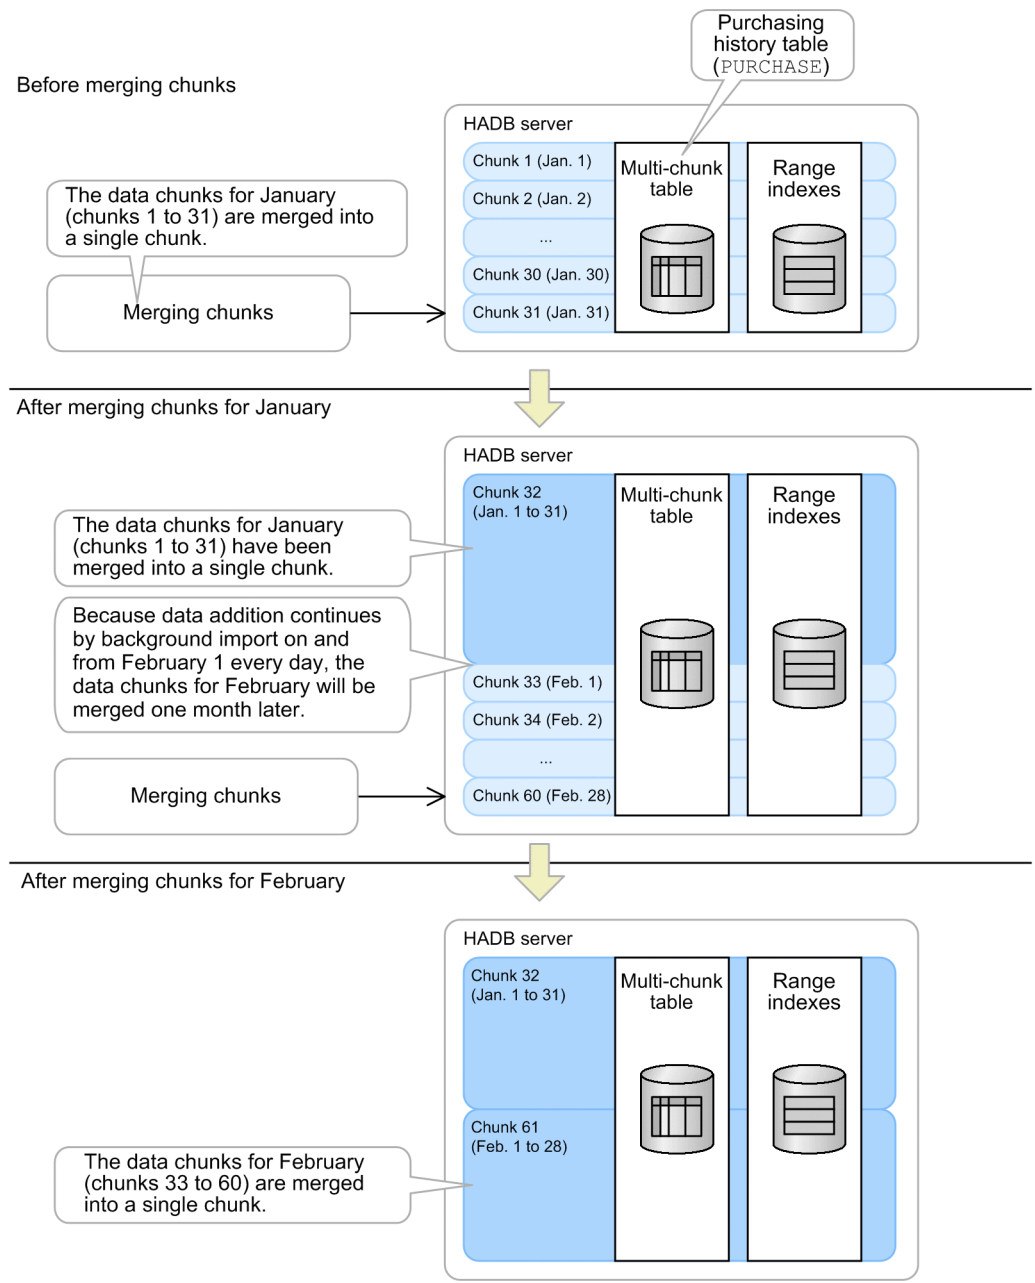 Purchasing
history table
(PURCHASE)
Before merging chunks
HADB server
Chunk 1 (Jan. 1)
Chunk 2 (Jan. 2)
...
Chunk 30 (Jan. 30)
Chunk 31 (Jan. 31)
Multi-chunk
table
Range
indexes
The data chunks for January
(chunks 1 to 31) are merged into
a single chunk.
Merging chunks
After merging chunks for January
HADB server
Chunk 32
(Jan. 1 to 31)
Multi-chunk
table
Range
indexes
The data chunks for January
(chunks 1 to 31) have been
merged into a single chunk.
Because data addition continues
by background import on and
from February 1 every day, the
data chunks for February will be
merged one month later.
Chunk 33 (Feb. 1)
Chunk 34 (Feb. 2)
...
Chunk 60 (Feb. 28)
Merging chunks
After merging chunks for February
HADB server
Chunk 32
(Jan. 1 to 31)
Multi-chunk
table
Range
indexes
Chunk 61
(Feb. 1 to 28)
The data chunks for February
(chunks 33 to 60) are merged
into a single chunk.